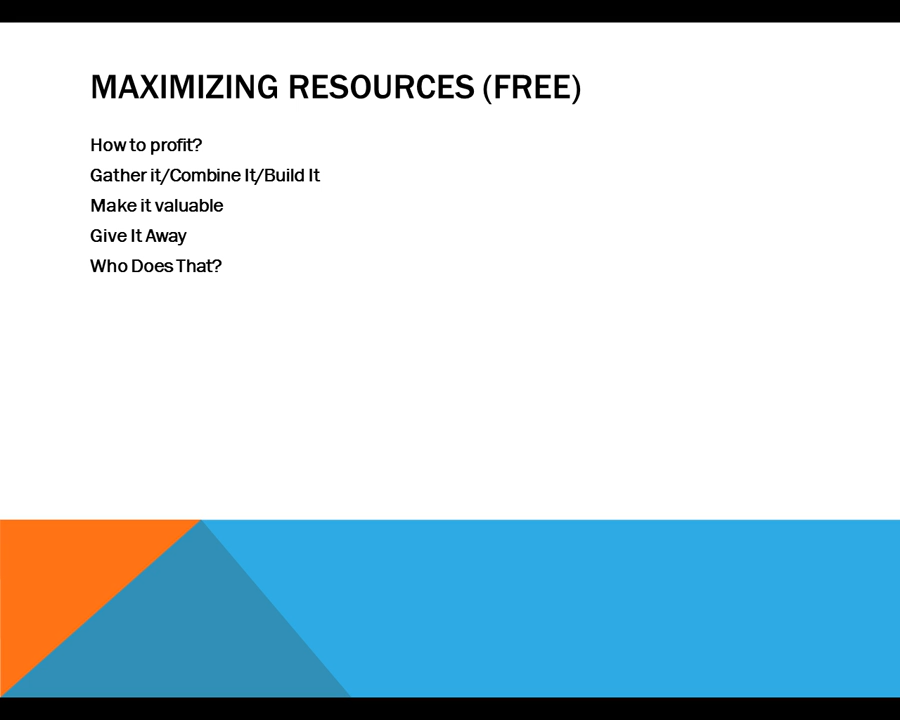 MAXIMIZING RESOURCES (FREE)
How to profit?
Gather it/Combine It/Build It
Make it valuable
Give It Away
Who Does That?